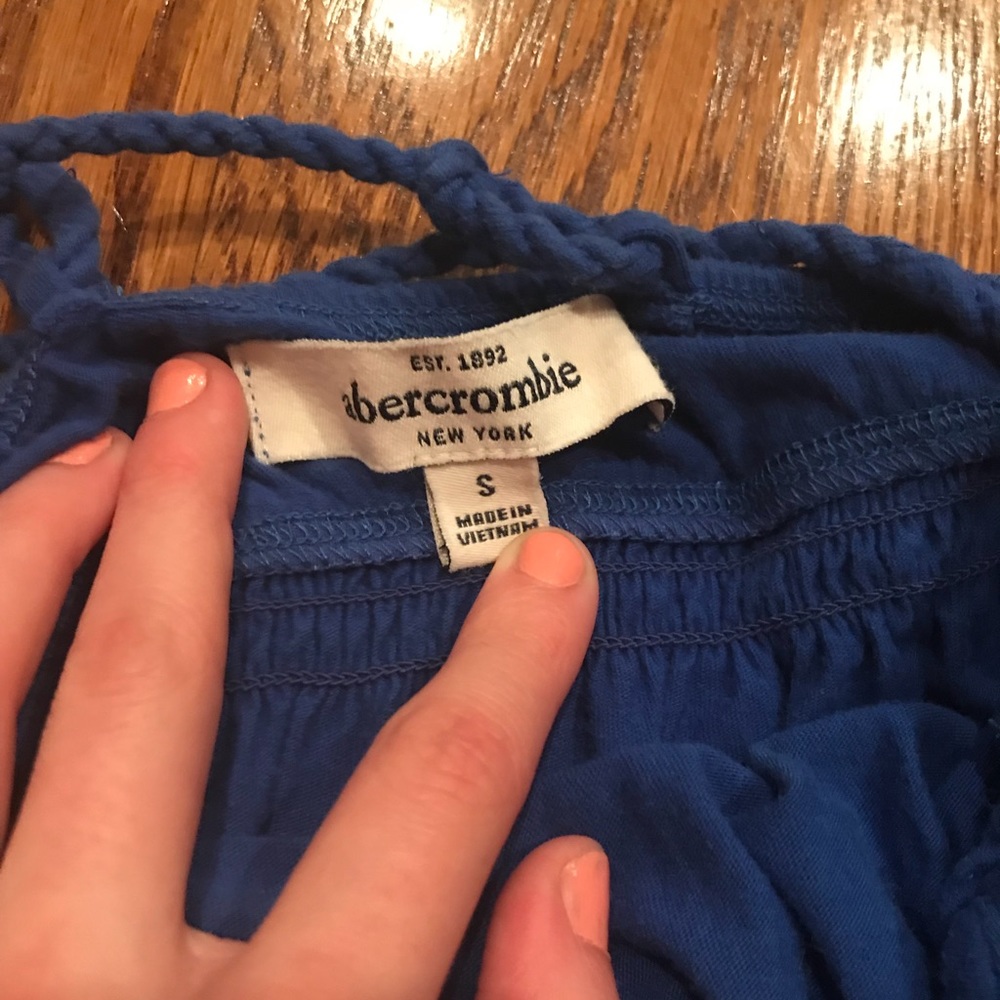 EST. 1892
abercrombie
NEW YORK
S
MADE IN
VIETNAM